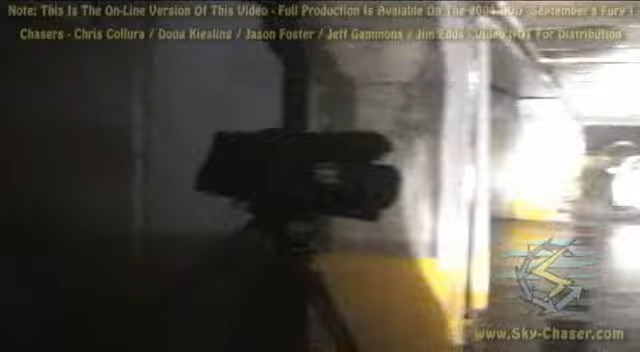 Note: This Is The On-Line Version Of This Video - Full Production Is Available On The DVD "September's Fury"
Chasers - Chris Collura / Doug Kiesling / Jason Foster / Jeff Gammons / Jim Edds - Video NOT For Distribution
www.Sky-Chaser.com